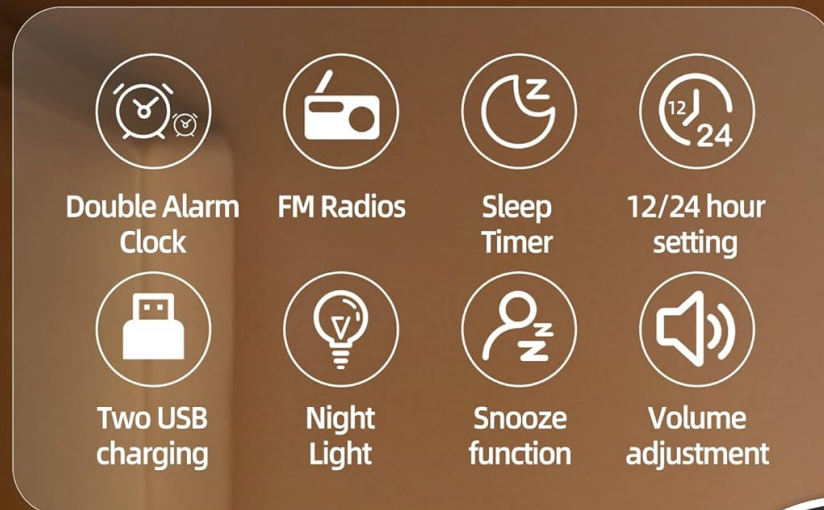 Z
12
24
Double Alarm
Clock
FM Radios
Sleep
Timer
12/24 hour
setting
z
z
Two USB
charging
Night
Light
Snooze
function
Volume
adjustment